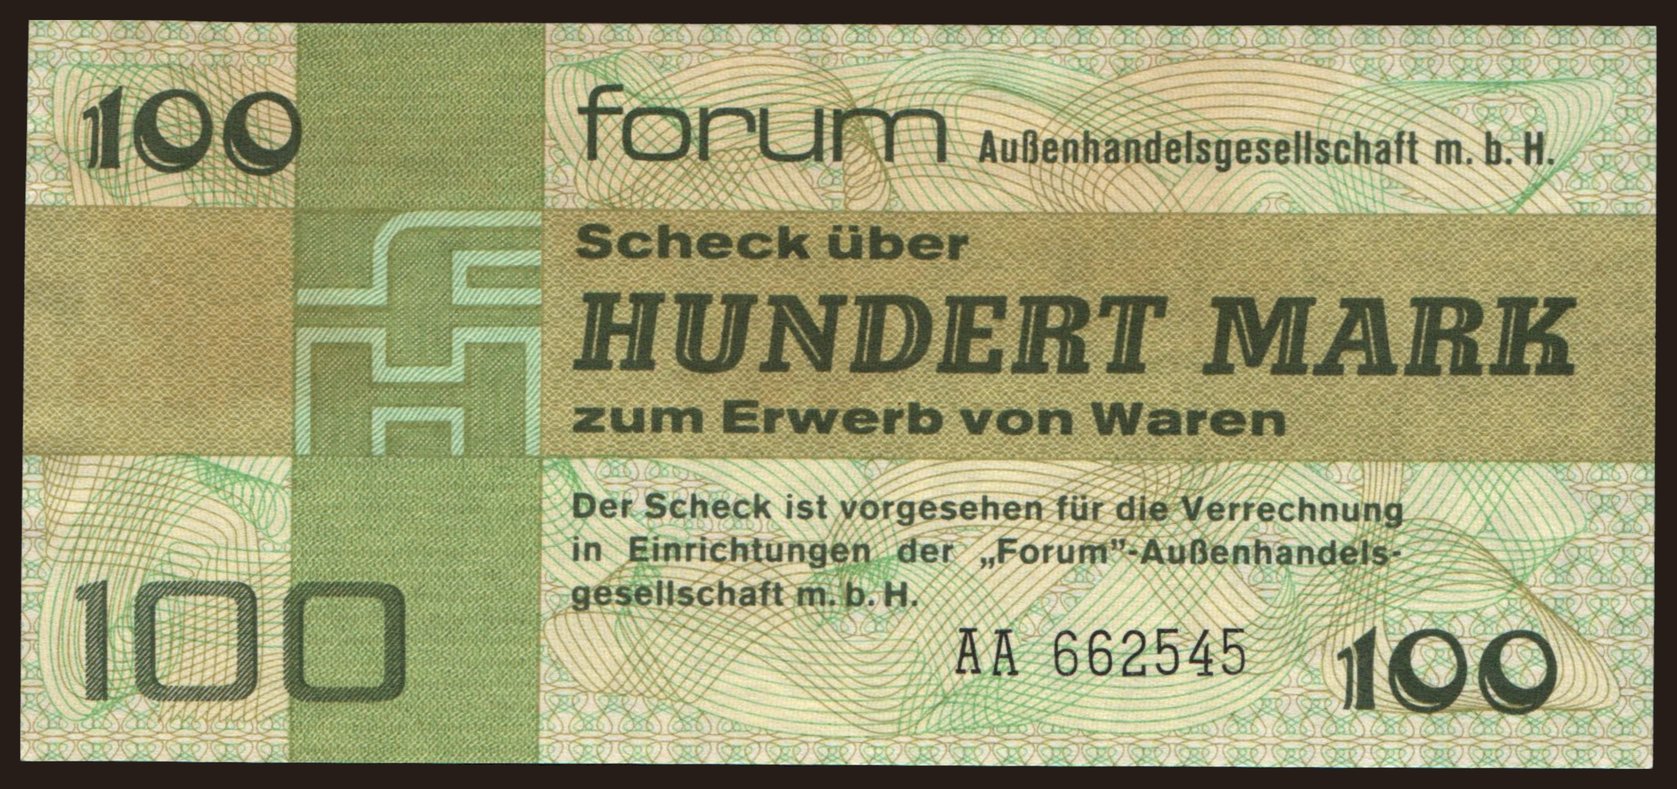 100
forum Außenhandelsgesellschaft m. b. H.
Scheck über
HUNDERT MARK
zum Erwerb von Waren
Der Scheck ist vorgesehen für die Verrechnung
in Einrichtungen der „Forum”-Außenhandels-
gesellschaft m. b. H.
100
AA 662545
100